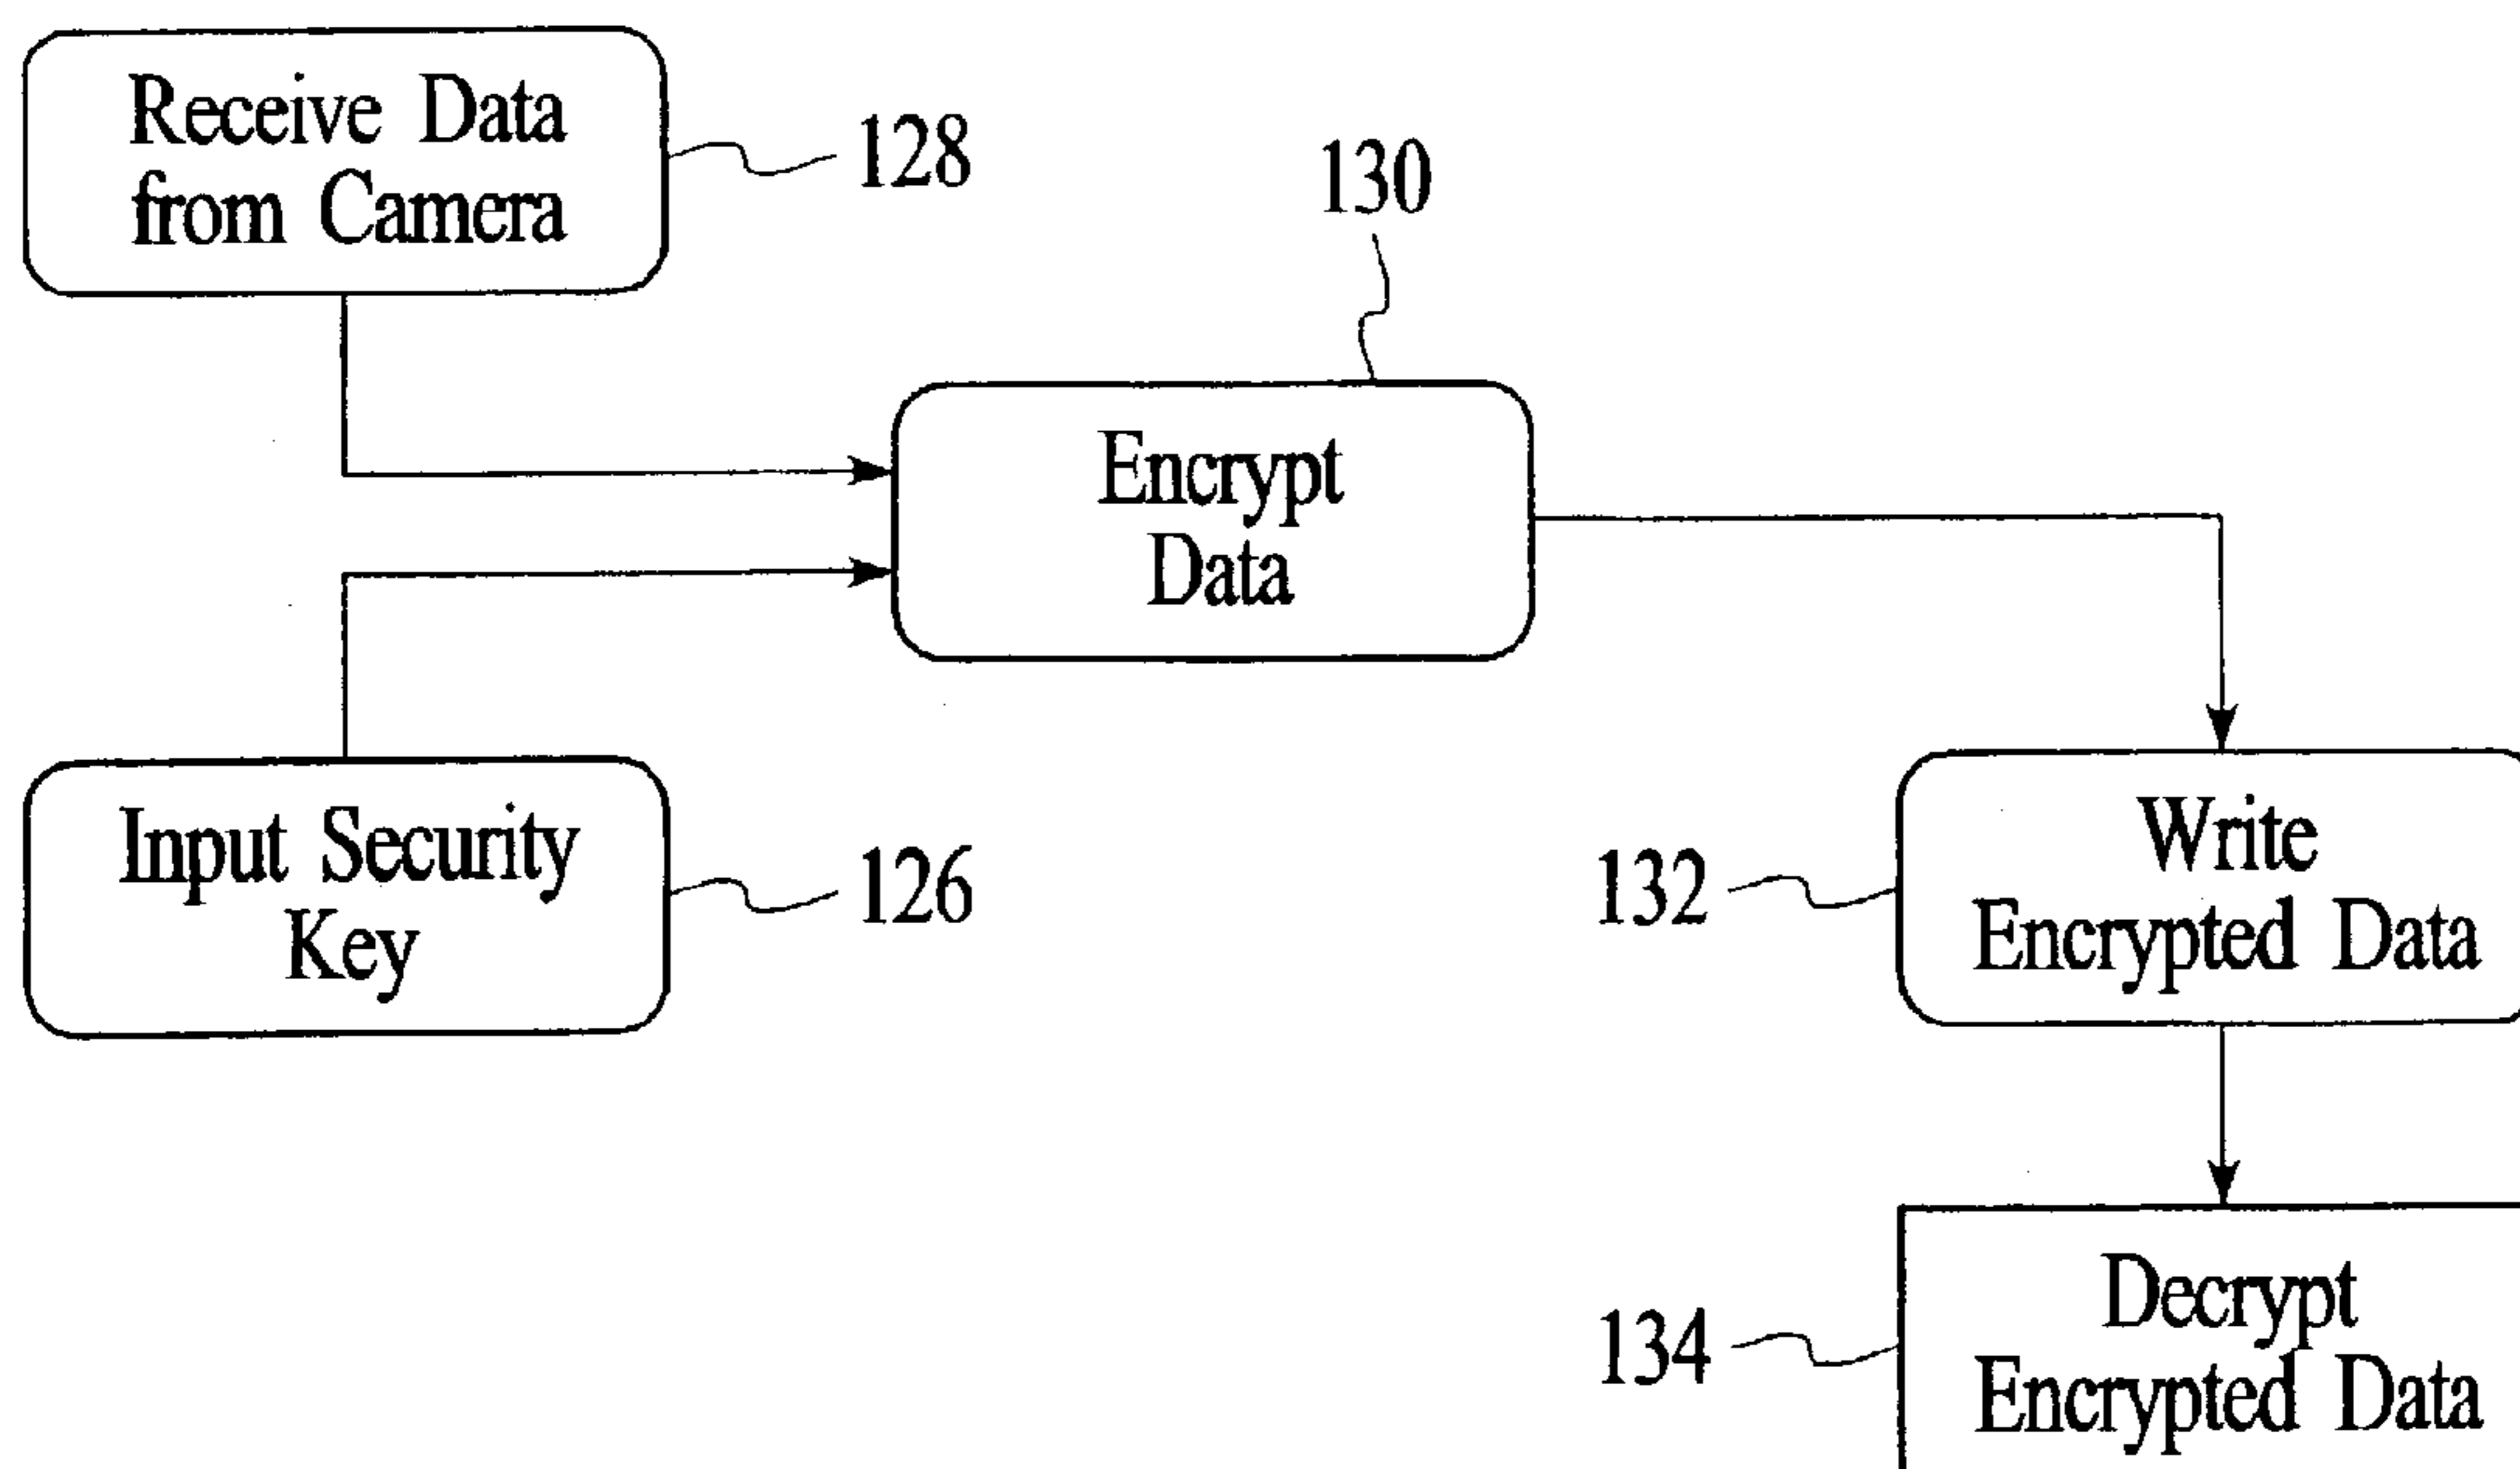 Receive Data
from Camera
128
130
Encrypt
Data
Input Security
Key
126
132
Write
Encrypted Data
134
Decrypt
Encrypted Data